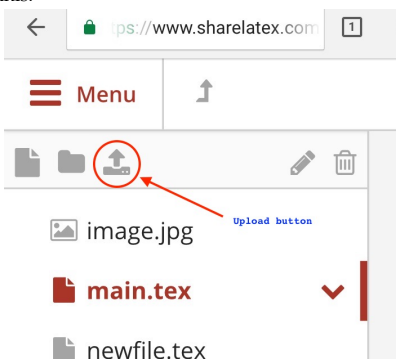 tps://www.sharelatex.com 1
Menu
Upload button
image.jpg
main.tex
newfile.tex